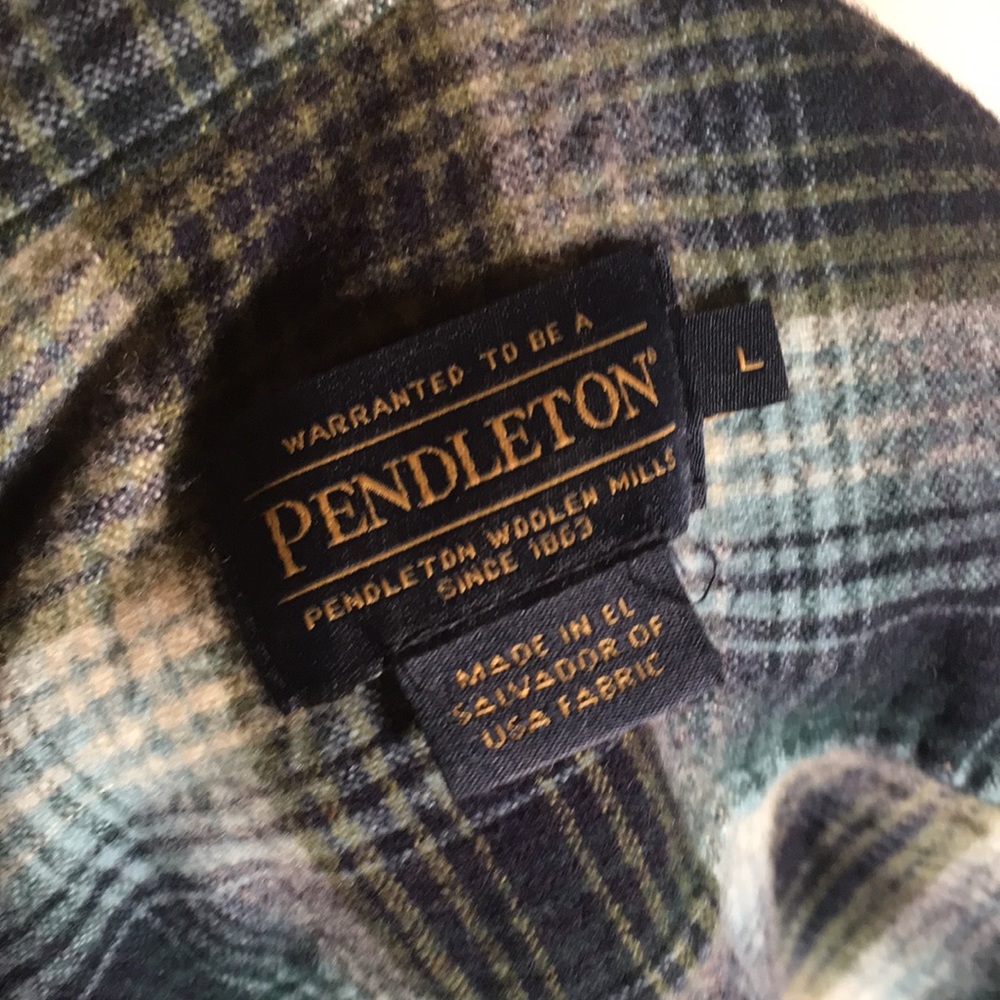 WARRANTED TO BE A
PENDLETON®
L
PENDLETON WOOLEN MILLS
SINCE 1863
MADE IN EL
SALVADOR OF
USA FABRIC